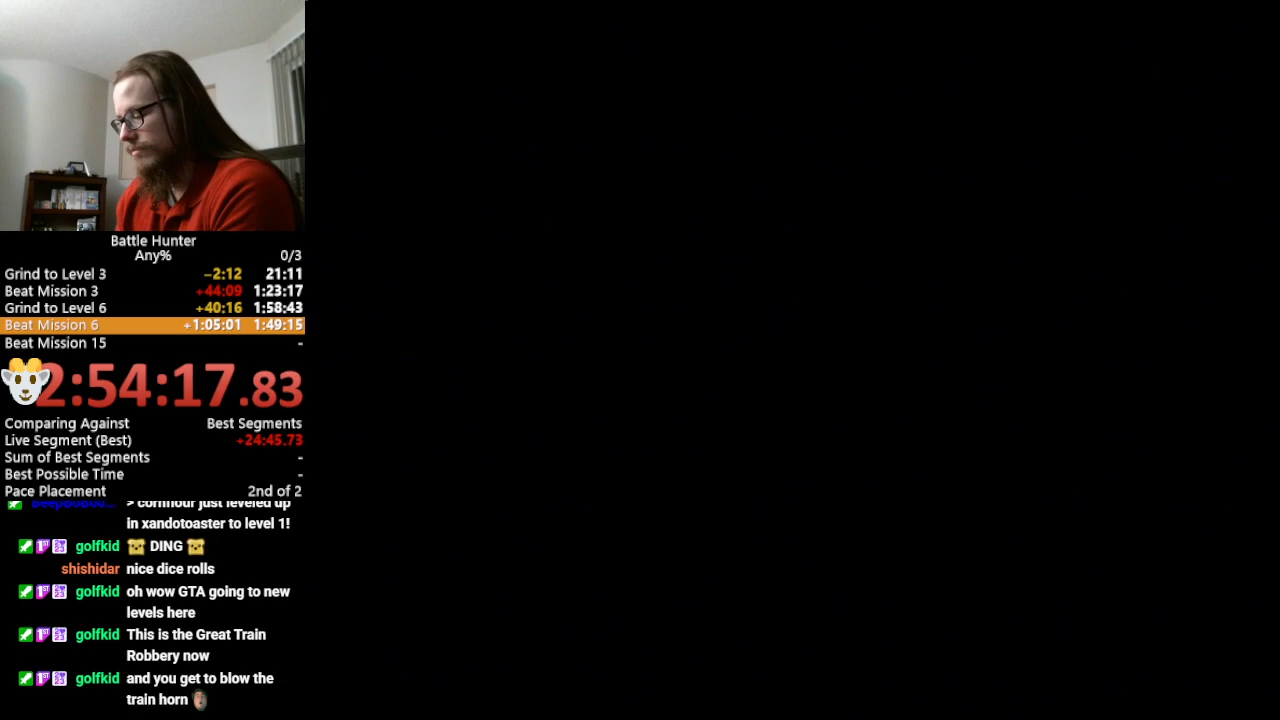 Battle Hunter
Any% 0/3
Grind to Level 3 −2:12 21:11
Beat Mission 3 +44:09 1:23:17
Grind to Level 6 +40:16 1:58:43
Beat Mission 6 +1:05:01 1:49:15
Beat Mission 15 -
2:54:17.83
Comparing Against Best Segments
Live Segment (Best) +24:45.73
Sum of Best Segments -
Best Possible Time -
Pace Placement 2nd of 2
> cornflour just leveled up
in xandotoaster to level 1!
golfkid DING
shishidar nice dice rolls
golfkid oh wow GTA going to new
levels here
golfkid This is the Great Train
Robbery now
golfkid and you get to blow the
train horn